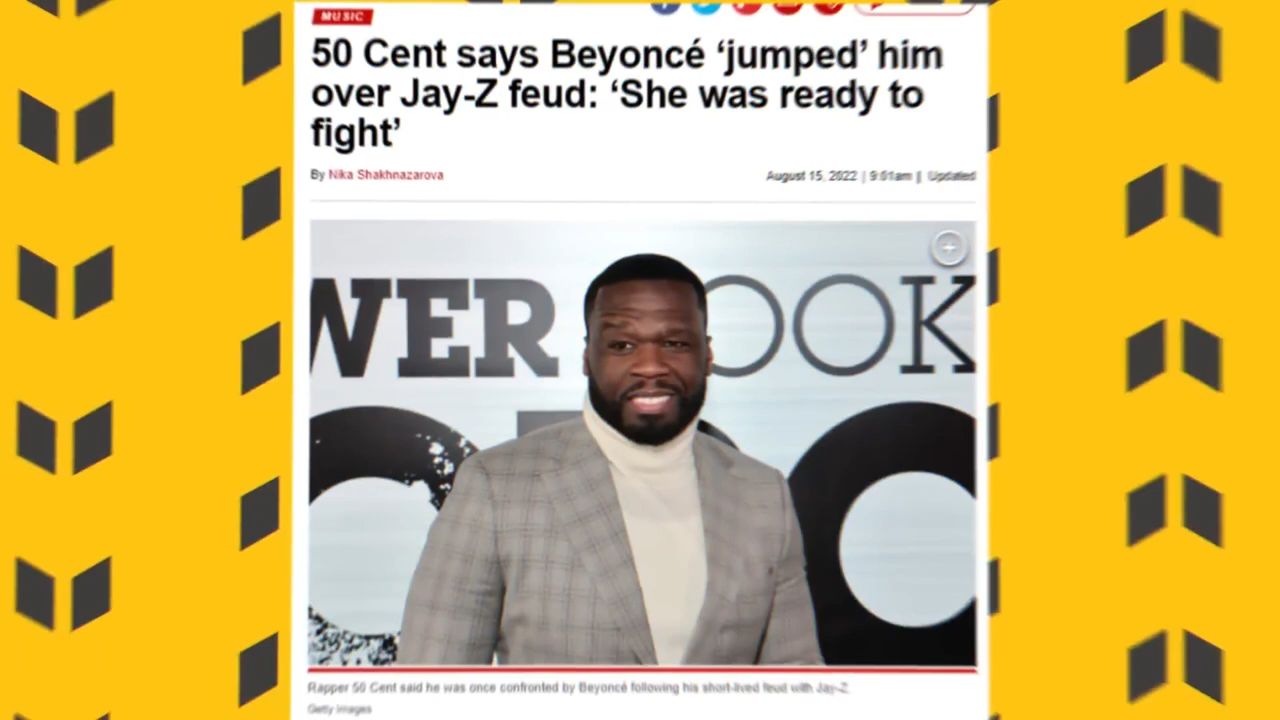 MUSIC
50 Cent says Beyoncé ‘jumped’ him
over Jay-Z feud: ‘She was ready to
fight’
By Nika Shakhnazarova
August 15, 2022 | 9:01am | Updated
WER OOK
Rapper 50 Cent said he was once confronted by Beyoncé following his short-lived feud with Jay-Z.
Getty Images